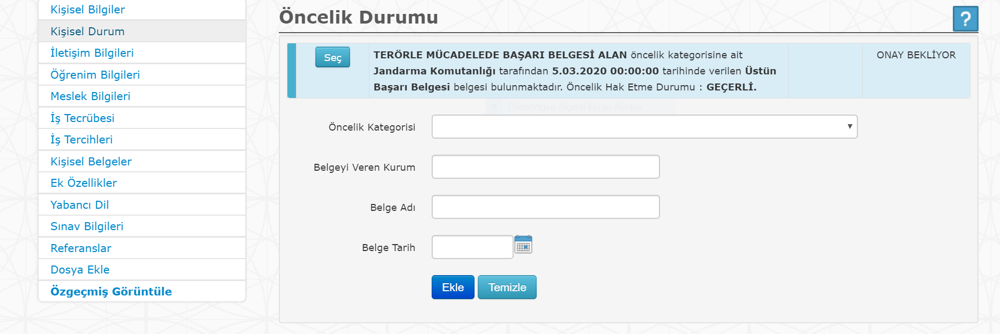 Kişisel Bilgiler
Kişisel Durum
İletişim Bilgileri
Öğrenim Bilgileri
Meslek Bilgileri
İş Tecrübesi
İş Tercihleri
Kişisel Belgeler
Ek Özellikler
Yabancı Dil
Sınav Bilgileri
Referanslar
Dosya Ekle
Özgeçmiş Görüntüle
Öncelik Durumu
?
Seç
TERÖRLE MÜCADELEDE BAŞARI BELGESİ ALAN öncelik kategorisine ait
Jandarma Komutanlığı tarafından 5.03.2020 00:00:00 tarihinde verilen Üstün
Başarı Belgesi belgesi bulunmaktadır. Öncelik Hak Etme Durumu : GEÇERLİ.
ONAY BEKLİYOR
Dikdörtgen Biçimli Ekran Alıntısı
Öncelik Kategorisi
Belgeyi Veren Kurum
Belge Adı
Belge Tarih
Ekle
Temizle